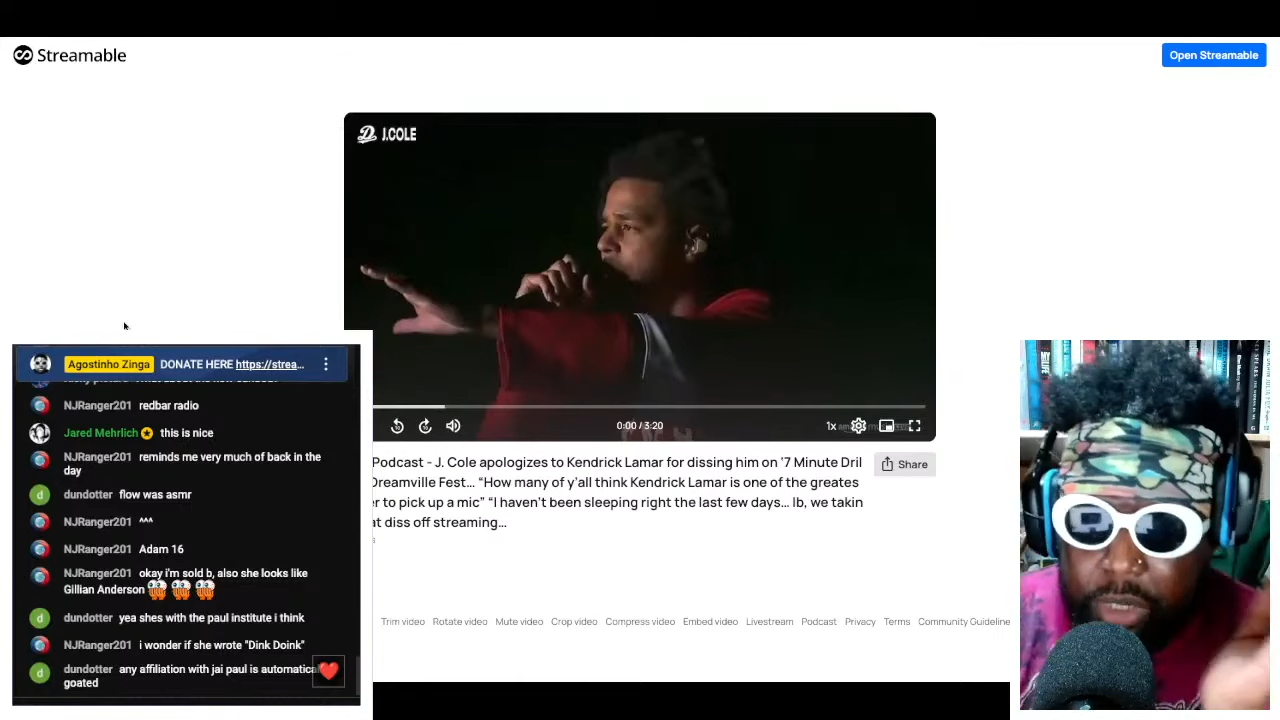 Streamable
Open Streamable
J.COLE
0:00 / 3:20
1x
Podcast - J. Cole apologizes to Kendrick Lamar for dissing him on '7 Minute Dril
Dreamville Fest... “How many of y'all think Kendrick Lamar is one of the greates
er to pick up a mic” “I haven't been sleeping right the last few days... Ib, we takin
at diss off streaming...
Share
Trim video Rotate video Mute video Crop video Compress video Embed video Livestream Podcast Privacy Terms Community Guideline
Agostinho Zinga DONATE HERE https://strea...
NJRanger201 redbar radio
Jared Mehrlich this is nice
NJRanger201 reminds me very much of back in the
day
dundotter flow was asmr
NJRanger201 ^^^
NJRanger201 Adam 16
NJRanger201 okay i'm sold b, also she looks like
Gillian Anderson
dundotter yea shes with the paul institute i think
NJRanger201 i wonder if she wrote "Dink Doink"
dundotter any affiliation with jai paul is automatical
goated